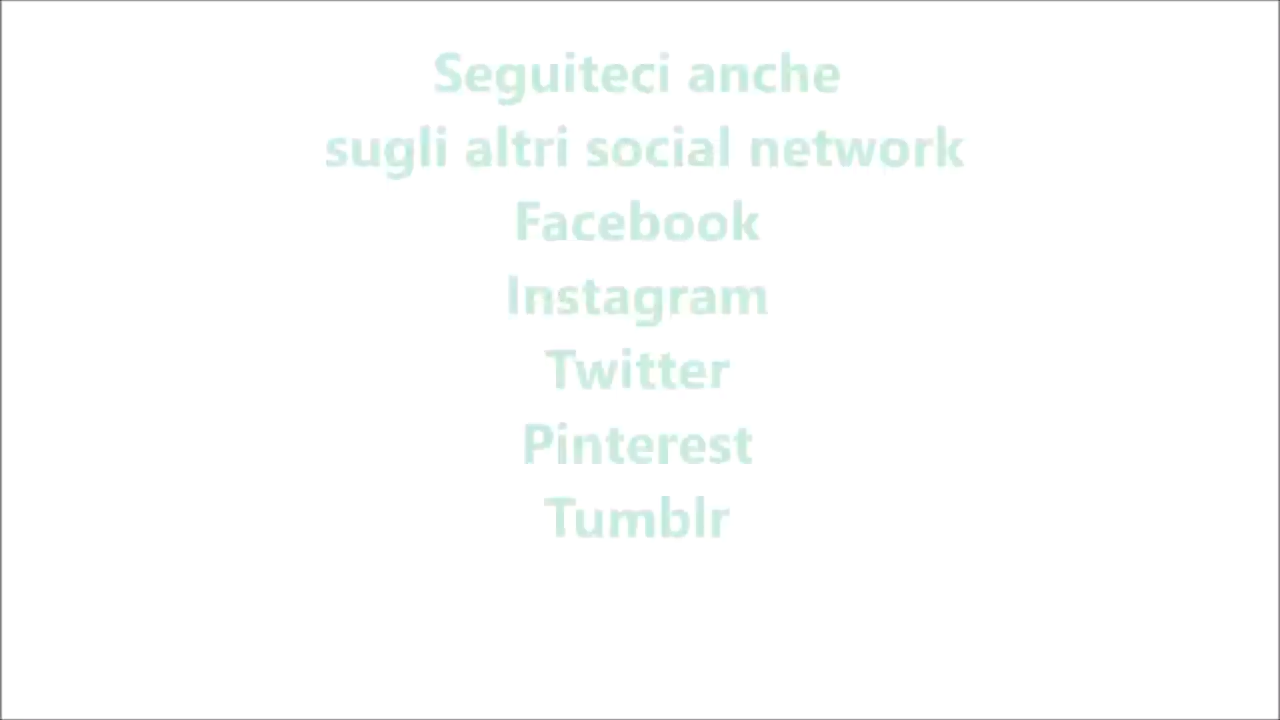 Seguiteci anche
sugli altri social network
Facebook
Instagram
Twitter
Pinterest
Tumblr